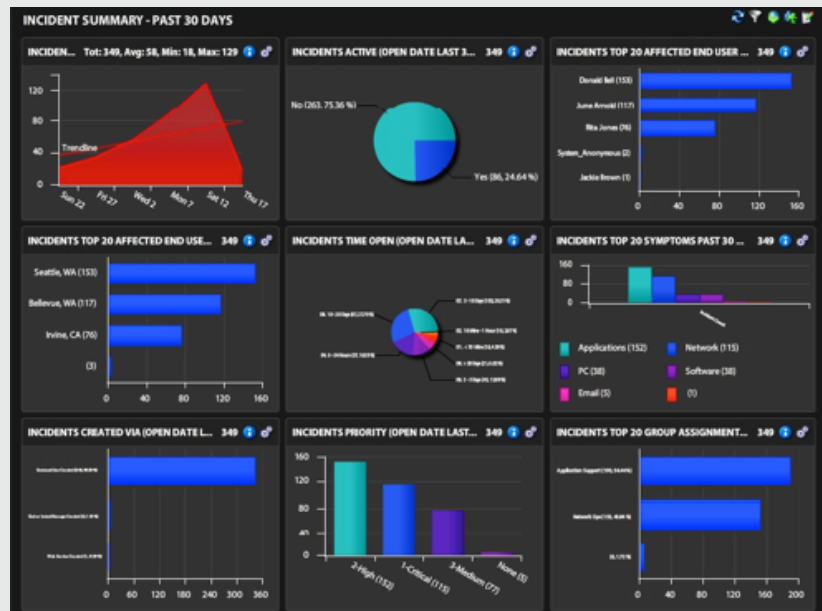 INCIDENT SUMMARY - PAST 30 DAYS
INCIDEN... Tot: 349, Avg: 58, Min: 18, Max: 129
120
80
Trendline
40
0
Sun 22
Fri 27
Wed 2
Mon 7
Sat 12
Thu 17
INCIDENTS ACTIVE (OPEN DATE LAST 3... 349
No (263, 75.36 %)
Yes (86, 24.64 %)
INCIDENTS TOP 20 AFFECTED END USER ... 349
Donald Bell (153)
June Arnold (117)
Rita Jones (76)
System_Anonymous (2)
Jackie Brown (1)
0 40 80 120 160
INCIDENTS TOP 20 AFFECTED END USE... 349
Seattle, WA (153)
Bellevue, WA (117)
Irvine, CA (76)
(3)
0 40 80 120 160
INCIDENTS TIME OPEN (OPEN DATE LA... 349
INCIDENTS TOP 20 SYMPTOMS PAST 30 ... 349
160
80
0
Applications (152) Network (115)
PC (38) Software (38)
Email (5) (1)
INCIDENTS CREATED VIA (OPEN DATE L... 349
0 60 120 180 240 300 360
INCIDENTS PRIORITY (OPEN DATE LAST... 349
160
120
80
40
0
2-High (152)
1-Critical (115)
3-Medium (77)
None (5)
INCIDENTS TOP 20 GROUP ASSIGNMENT... 349
0 40 80 120 160 200